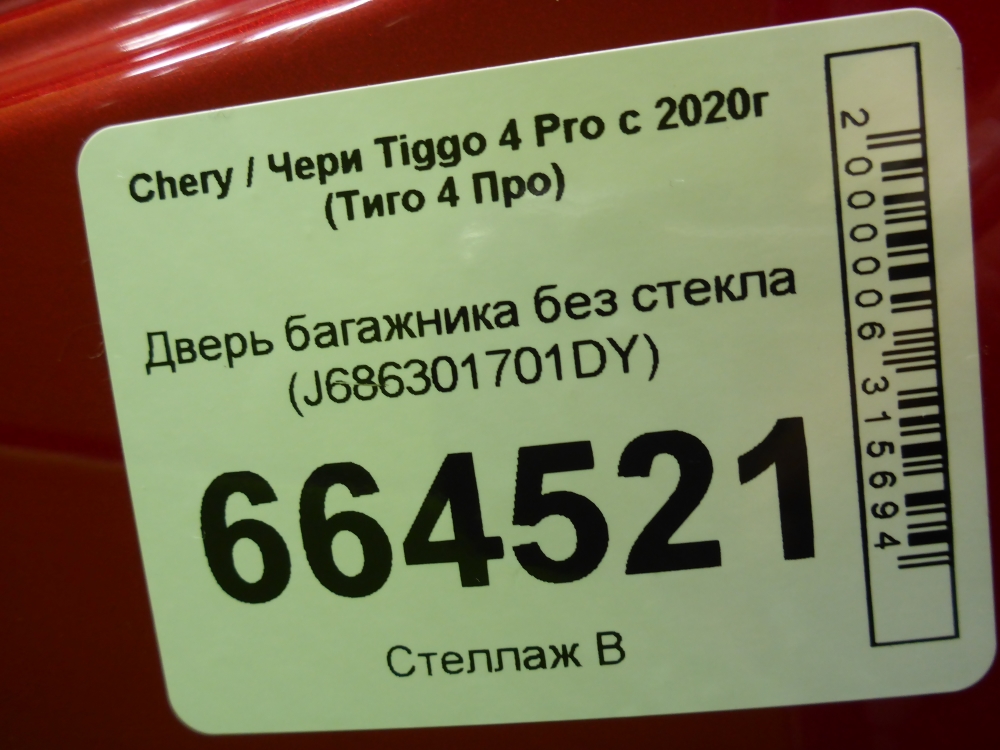 Chery / Чери Tiggo 4 Pro с 2020г
(Тиго 4 Про)
Дверь багажника без стекла
(J686301701DY)
664521
Стеллаж В
2000006315694